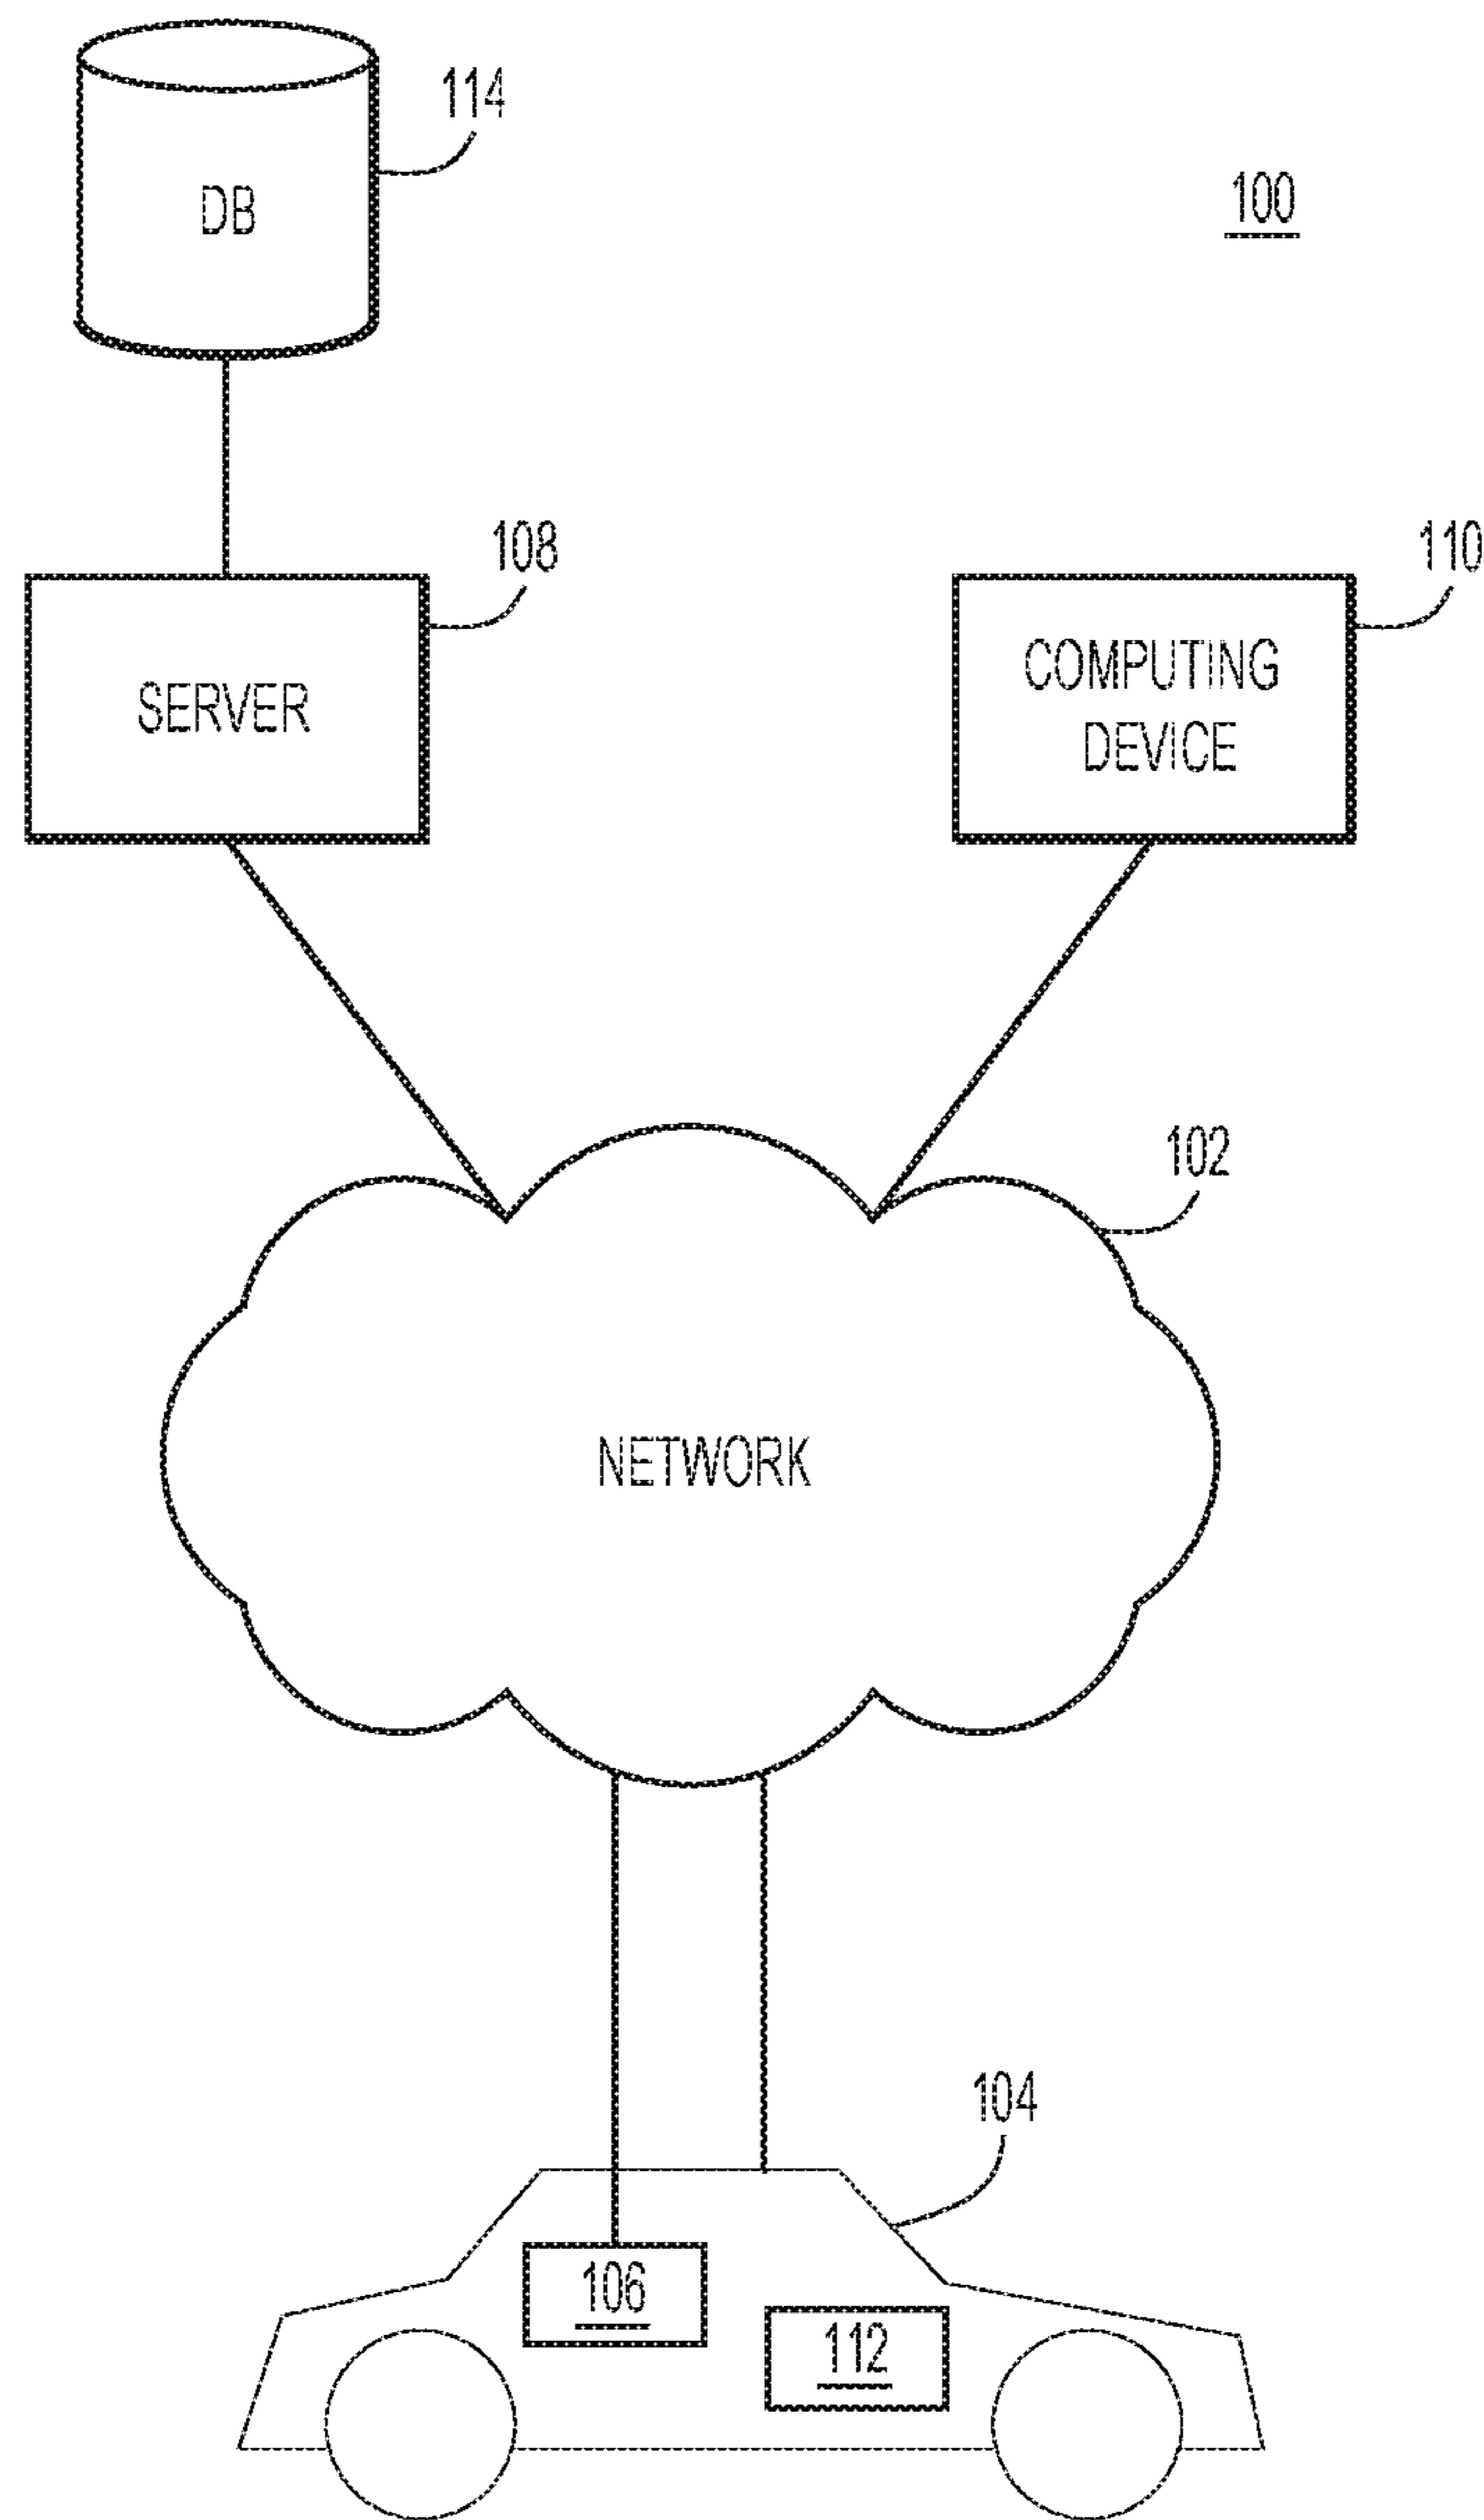 114
DB
100
108
110
SERVER
COMPUTING
DEVICE
102
NETWORK
104
106
112